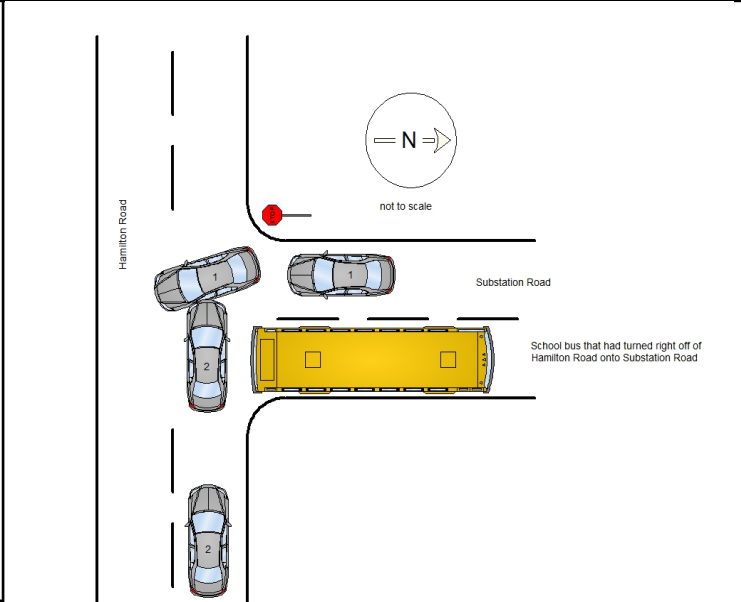 N
not to scale
Hamilton Road
STOP
1
1
Substation Road
School bus that had turned right off of
Hamilton Road onto Substation Road
2
2